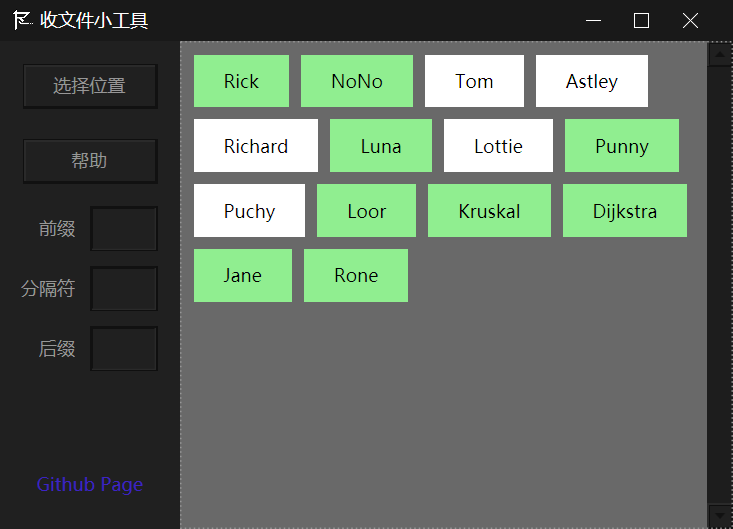 收文件小工具
选择位置
帮助
前缀
分隔符
后缀
Github Page
Rick NoNo Tom Astley
Richard Luna Lottie Punny
Puchy Loor Kruskal Dijkstra
Jane Rone